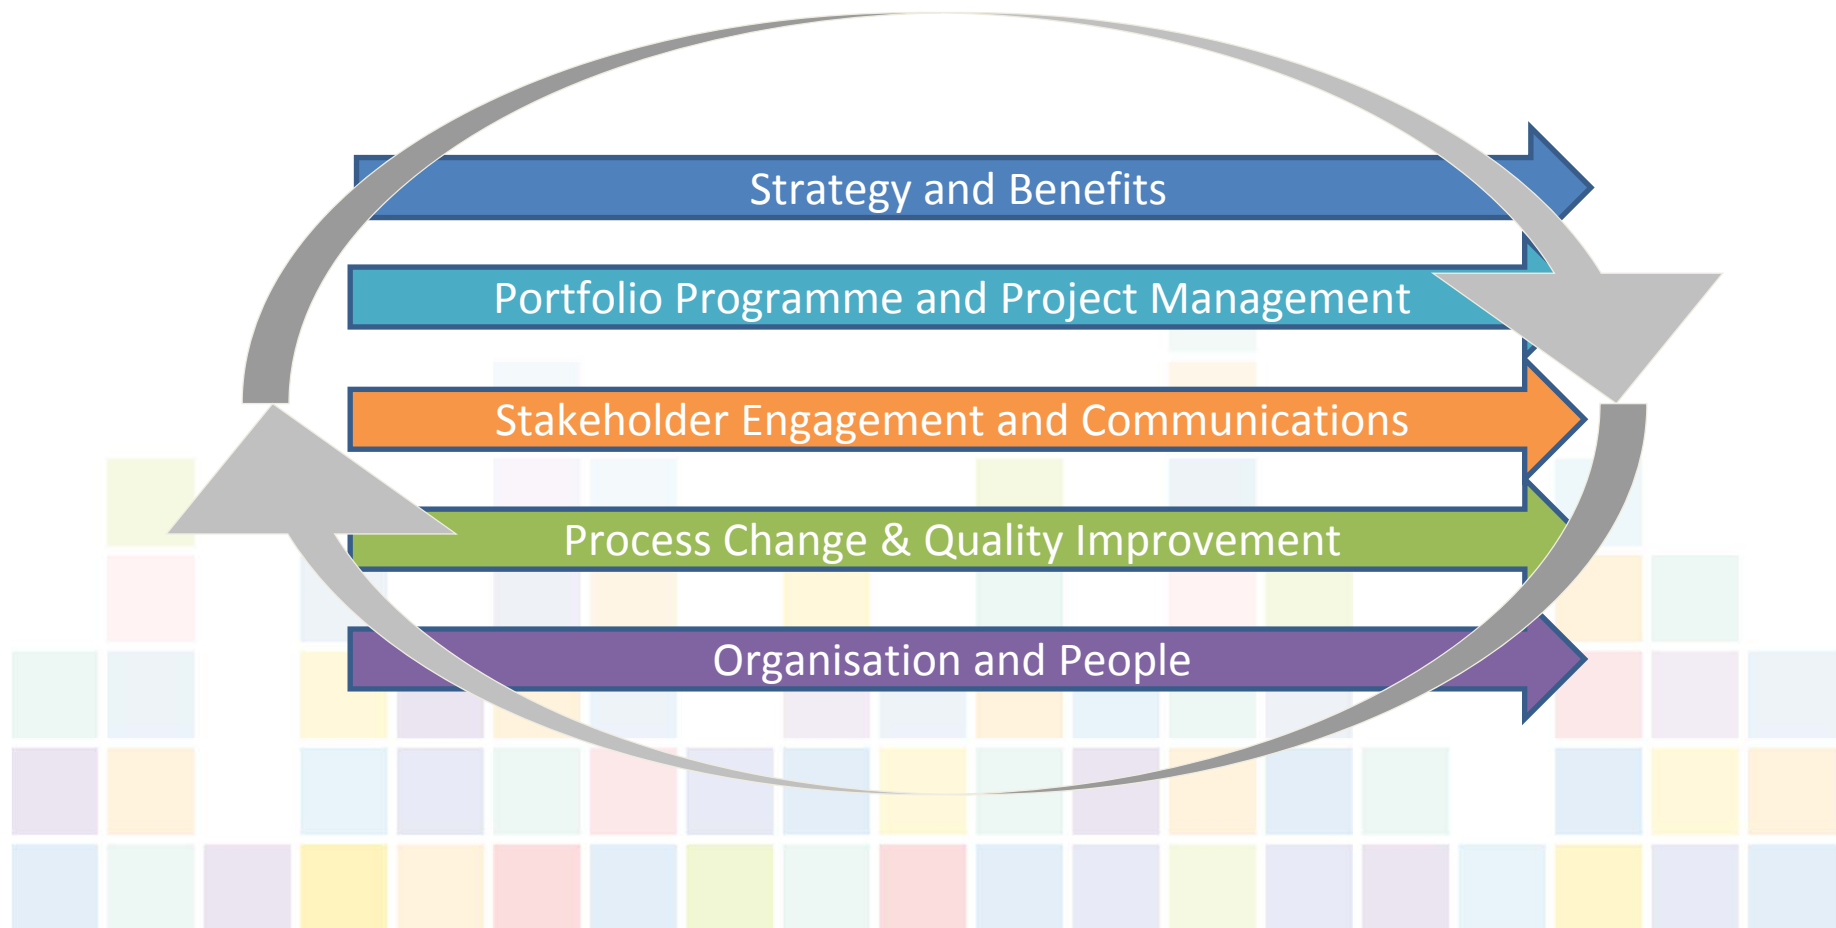 Strategy and Benefits
Portfolio Programme and Project Management
Stakeholder Engagement and Communications
Process Change & Quality Improvement
Organisation and People